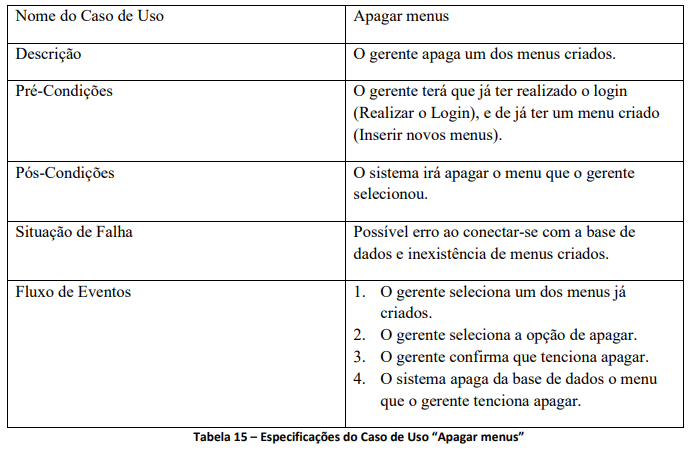 Nome do Caso de Uso
Apagar menus
Descrição
O gerente apaga um dos menus criados.
Pré-Condições
O gerente terá que já ter realizado o login
(Realizar o Login), e de já ter um menu criado
(Inserir novos menus).
Pós-Condições
O sistema irá apagar o menu que o gerente
selecionou.
Situação de Falha
Possível erro ao conectar-se com a base de
dados e inexistência de menus criados.
Fluxo de Eventos
1. O gerente seleciona um dos menus já
criados.
2. O gerente seleciona a opção de apagar.
3. O gerente confirma que tenciona apagar.
4. O sistema apaga da base de dados o menu
que o gerente tenciona apagar.
Tabela 15 – Especificações do Caso de Uso “Apagar menus”